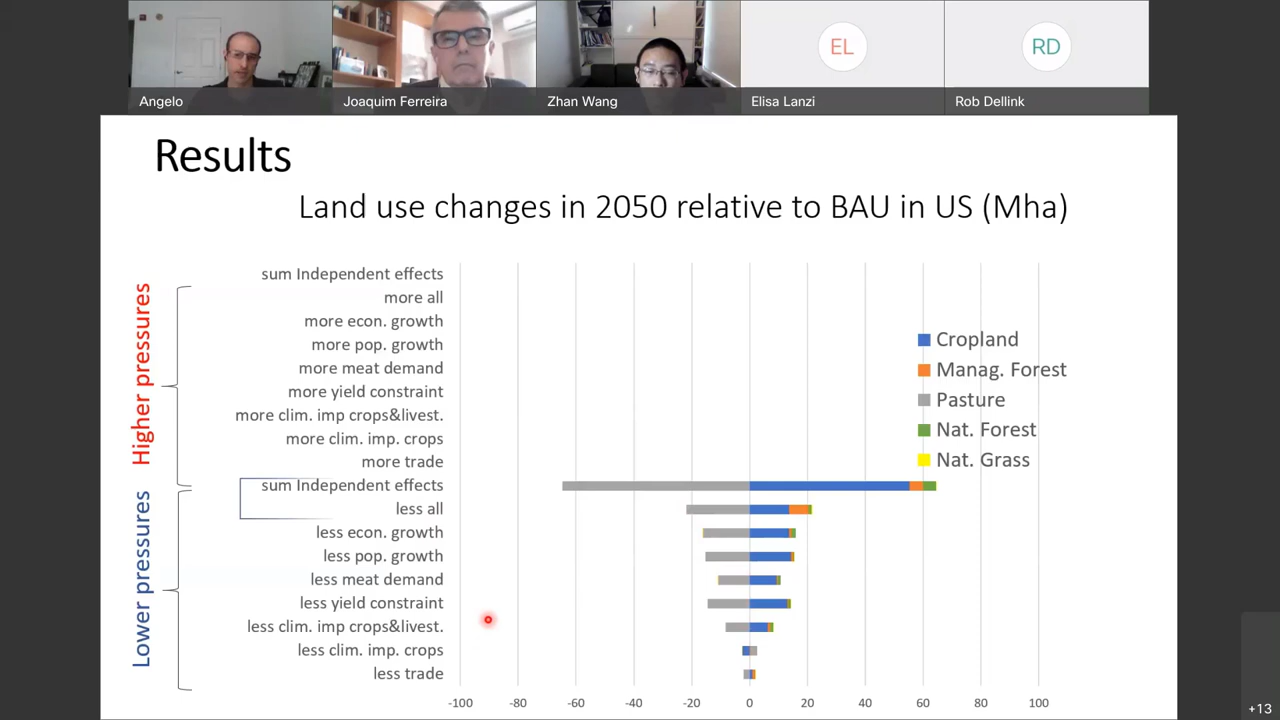 Angelo
Joaquim Ferreira
Zhan Wang
EL
Elisa Lanzi
RD
Rob Dellink
Results
Land use changes in 2050 relative to BAU in US (Mha)
Higher pressures
sum Independent effects
more all
more econ. growth
more pop. growth
more meat demand
more yield constraint
more clim. imp crops&livest.
more clim. imp. crops
more trade
Lower pressures
sum Independent effects
less all
less econ. growth
less pop. growth
less meat demand
less yield constraint
less clim. imp crops&livest.
less clim. imp. crops
less trade
Cropland
Manag. Forest
Pasture
Nat. Forest
Nat. Grass
-100 -80 -60 -40 -20 0 20 40 60 80 100
+13